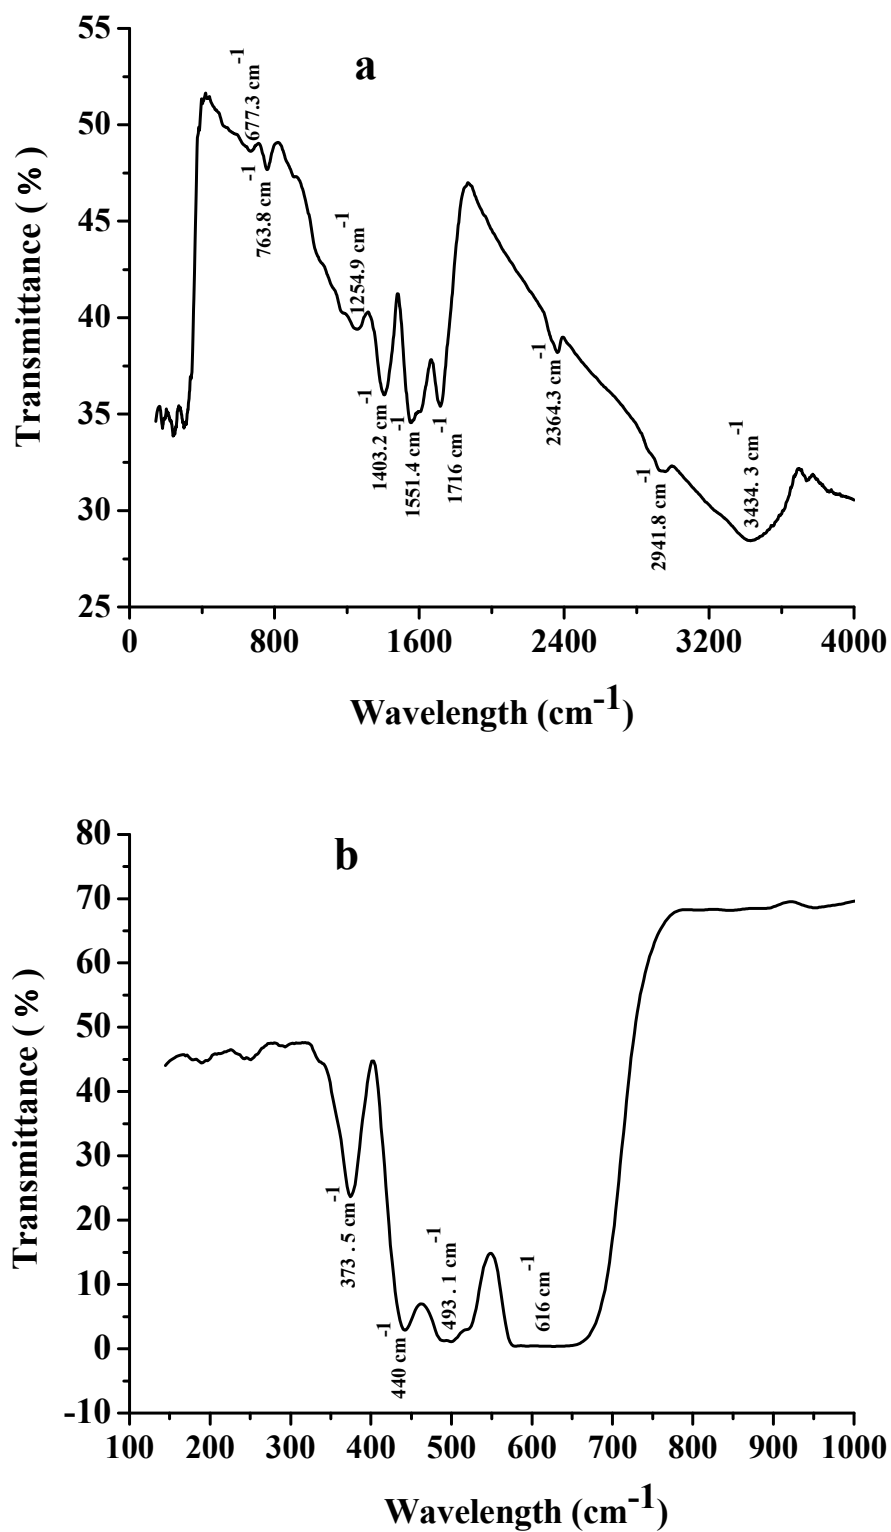 a
Transmittance ( % )
55
50
45
40
35
30
25
677.3 cm-1
763.8 cm-1
1254.9 cm-1
1403.2 cm-1
1551.4 cm-1
1716 cm-1
2364.3 cm-1
2941.8 cm-1
3434. 3 cm-1
0 800 1600 2400 3200 4000
Wavelength (cm-1)
b
Transmittance ( % )
80
70
60
50
40
30
20
10
0
-10
373 . 5 cm-1
440 cm-1
493 . 1 cm-1
616 cm-1
100 200 300 400 500 600 700 800 900 1000
Wavelength (cm-1)